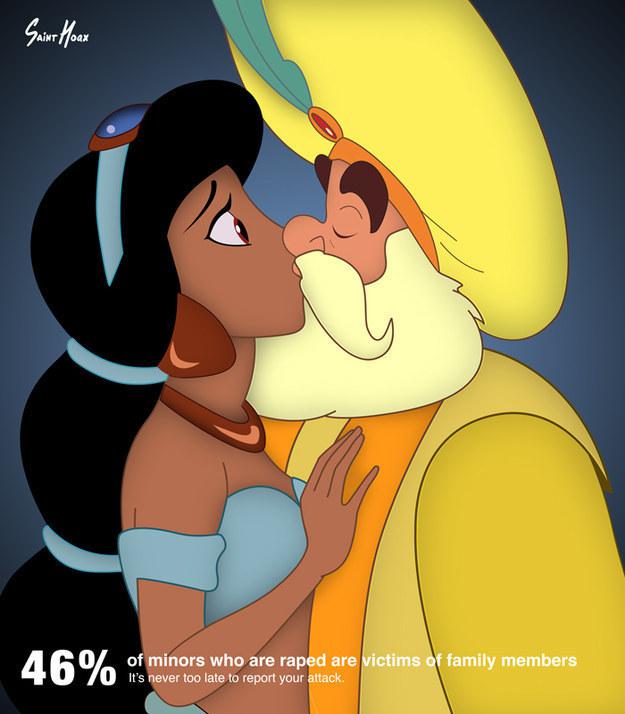 Saint Hoax
46% of minors who are raped are victims of family members
It's never too late to report your attack.